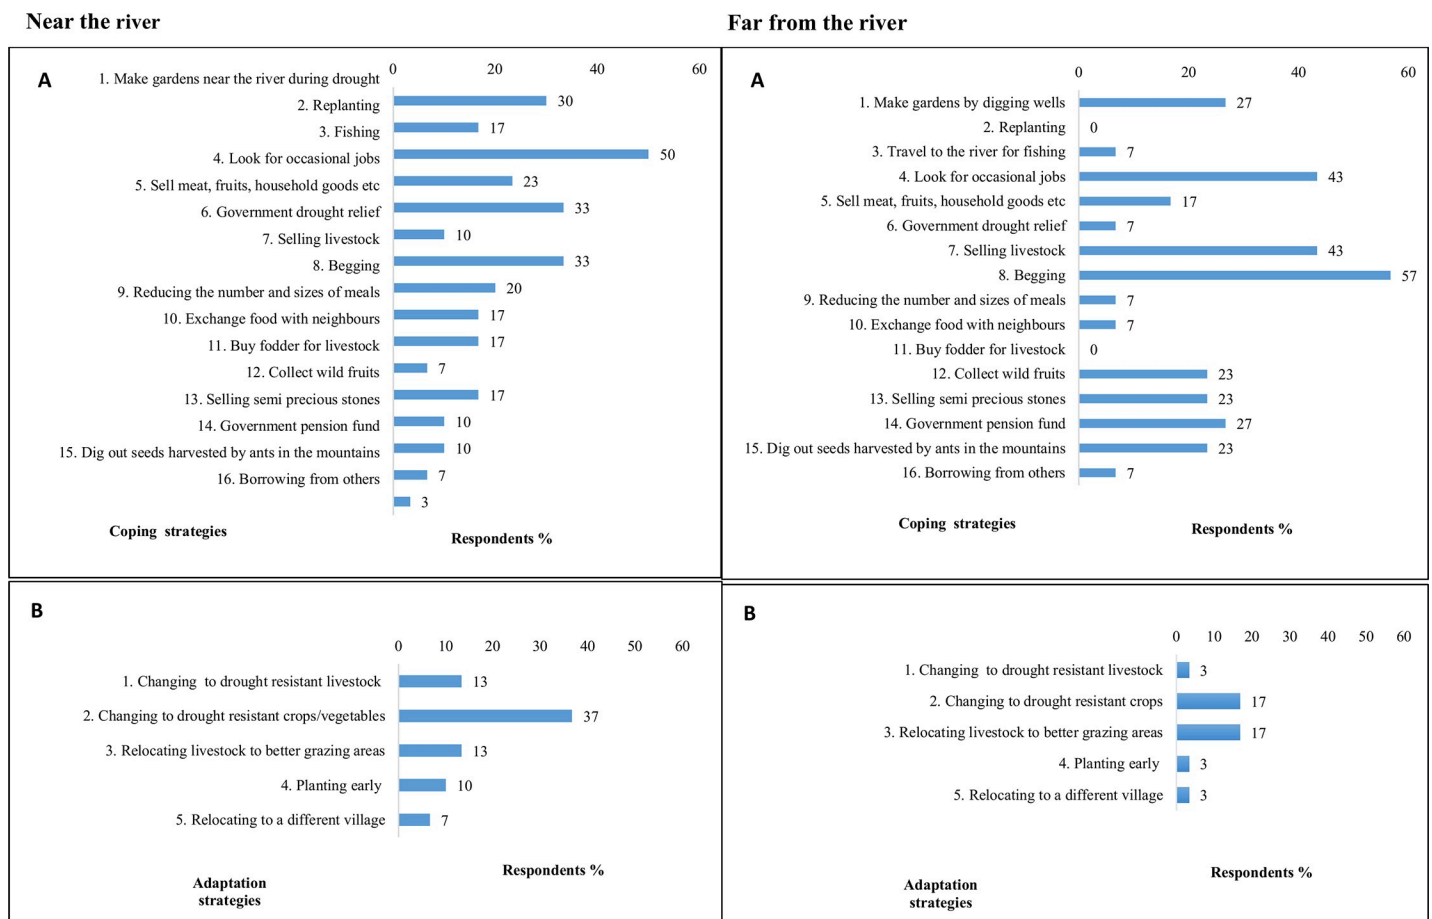 Near the river
Far from the river
A
0 20 40 60
1. Make gardens near the river during drought
2. Replanting 30
3. Fishing 17
4. Look for occasional jobs 50
5. Sell meat, fruits, household goods etc 23
6. Government drought relief 33
7. Selling livestock 10
8. Begging 33
9. Reducing the number and sizes of meals 20
10. Exchange food with neighbours 17
11. Buy fodder for livestock 17
12. Collect wild fruits 7
13. Selling semi precious stones 17
14. Government pension fund 10
15. Dig out seeds harvested by ants in the mountains 10
16. Borrowing from others 7
3
Coping strategies
Respondents %
A
0 20 40 60
1. Make gardens by digging wells 27
2. Replanting 0
3. Travel to the river for fishing 7
4. Look for occasional jobs 43
5. Sell meat, fruits, household goods etc 17
6. Government drought relief 7
7. Selling livestock 43
8. Begging 57
9. Reducing the number and sizes of meals 7
10. Exchange food with neighbours 7
11. Buy fodder for livestock 0
12. Collect wild fruits 23
13. Selling semi precious stones 23
14. Government pension fund 27
15. Dig out seeds harvested by ants in the mountains 23
16. Borrowing from others 7
Coping strategies
Respondents %
B
0 10 20 30 40 50 60
1. Changing to drought resistant livestock 13
2. Changing to drought resistant crops/vegetables 37
3. Relocating livestock to better grazing areas 13
4. Planting early 10
5. Relocating to a different village 7
Respondents %
Adaptation
strategies
B
0 10 20 30 40 50 60
1. Changing to drought resistant livestock 3
2. Changing to drought resistant crops 17
3. Relocating livestock to better grazing areas 17
4. Planting early 3
5. Relocating to a different village 3
Respondents %
Adaptation
strategies